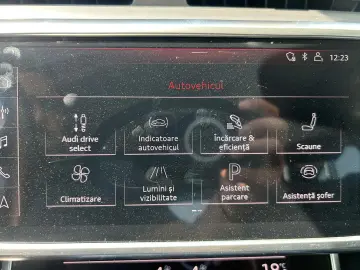 12:23
Autovehicul
Audi drive
select
Indicatoare
autovehicul
Încărcare &
eficiență
Scaune
Climatizare
Lumini și
vizibilitate
Asistent
parcare
Asistență șofer